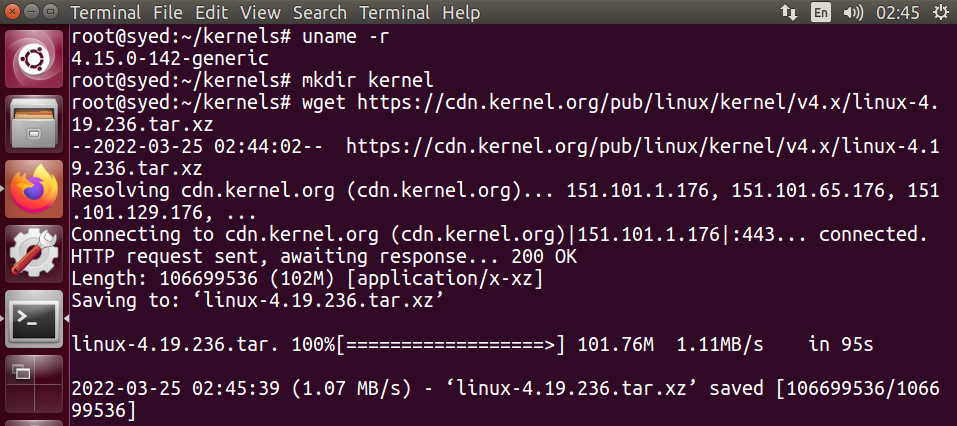 Terminal File Edit View Search Terminal Help En 02:45
root@syed:~/kernels# uname -r
4.15.0-142-generic
root@syed:~/kernels# mkdir kernel
root@syed:~/kernels# wget https://cdn.kernel.org/pub/linux/kernel/v4.x/linux-4.
19.236.tar.xz
--2022-03-25 02:44:02--  https://cdn.kernel.org/pub/linux/kernel/v4.x/linux-4.1
9.236.tar.xz
Resolving cdn.kernel.org (cdn.kernel.org)... 151.101.1.176, 151.101.65.176, 151
.101.129.176, ...
Connecting to cdn.kernel.org (cdn.kernel.org)|151.101.1.176|:443... connected.
HTTP request sent, awaiting response... 200 OK
Length: 106699536 (102M) [application/x-xz]
Saving to: ‘linux-4.19.236.tar.xz’
linux-4.19.236.tar. 100%[==================>] 101.76M  1.11MB/s    in 95s
2022-03-25 02:45:39 (1.07 MB/s) - ‘linux-4.19.236.tar.xz’ saved [106699536/1066
99536]